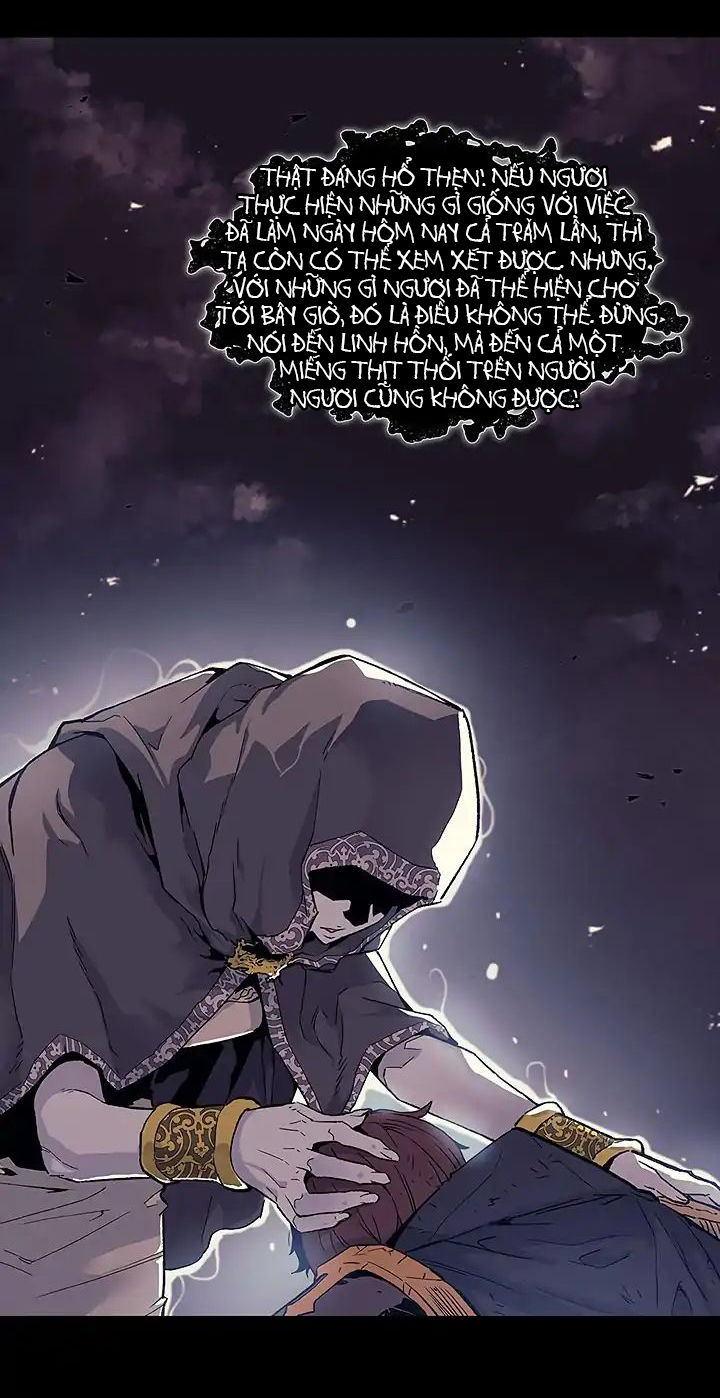 THẬT ĐÁNG HỔ THẸN! NẾU NGƯƠI
THỰC HIỆN NHỮNG GÌ GIỐNG VỚI VIỆC
ĐÃ LÀM NGÀY HÔM NAY CẢ TRĂM LẦN, THÌ
TA CÒN CÓ THỂ XEM XÉT ĐƯỢC. NHƯNG,
VỚI NHỮNG GÌ NGƯƠI ĐÃ THỂ HIỆN CHO
TỚI BÂY GIỜ, ĐÓ LÀ ĐIỀU KHÔNG THỂ. ĐỪNG
NÓI ĐẾN LINH HỒN, MÀ ĐẾN CẢ MỘT
MIẾNG THỊT THỐI TRÊN NGƯỜI
NGƯƠI CŨNG KHÔNG ĐƯỢC!